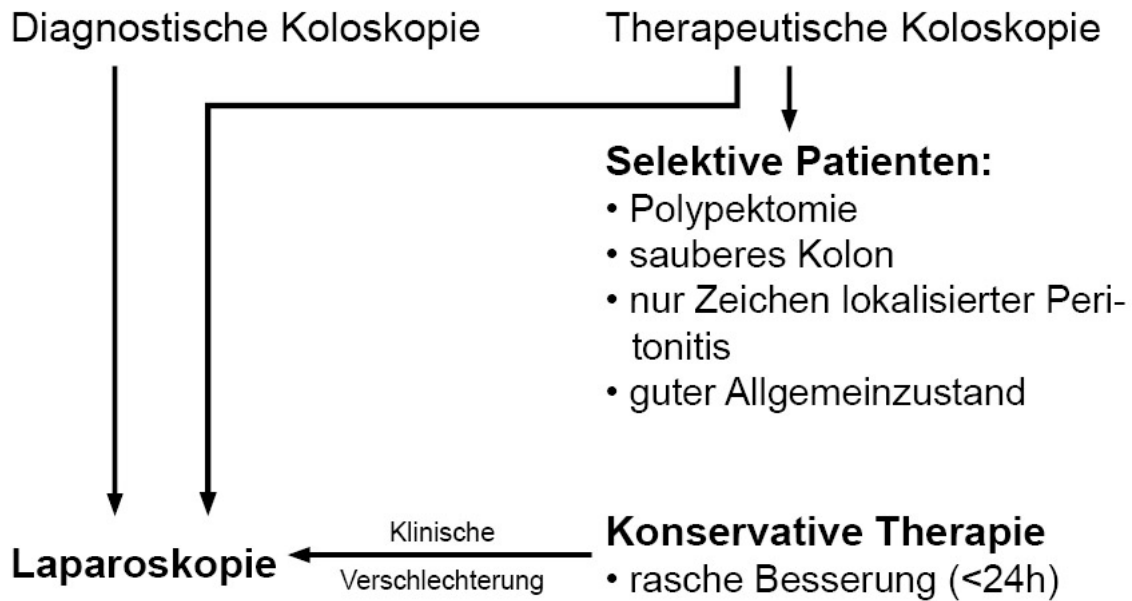 Diagnostische Koloskopie
Therapeutische Koloskopie
Selektive Patienten:
• Polypektomie
• sauberes Kolon
• nur Zeichen lokalisierter Peri-
tonitis
• guter Allgemeinzustand
Laparoskopie
Klinische
Verschlechterung
Konservative Therapie
• rasche Besserung (<24h)